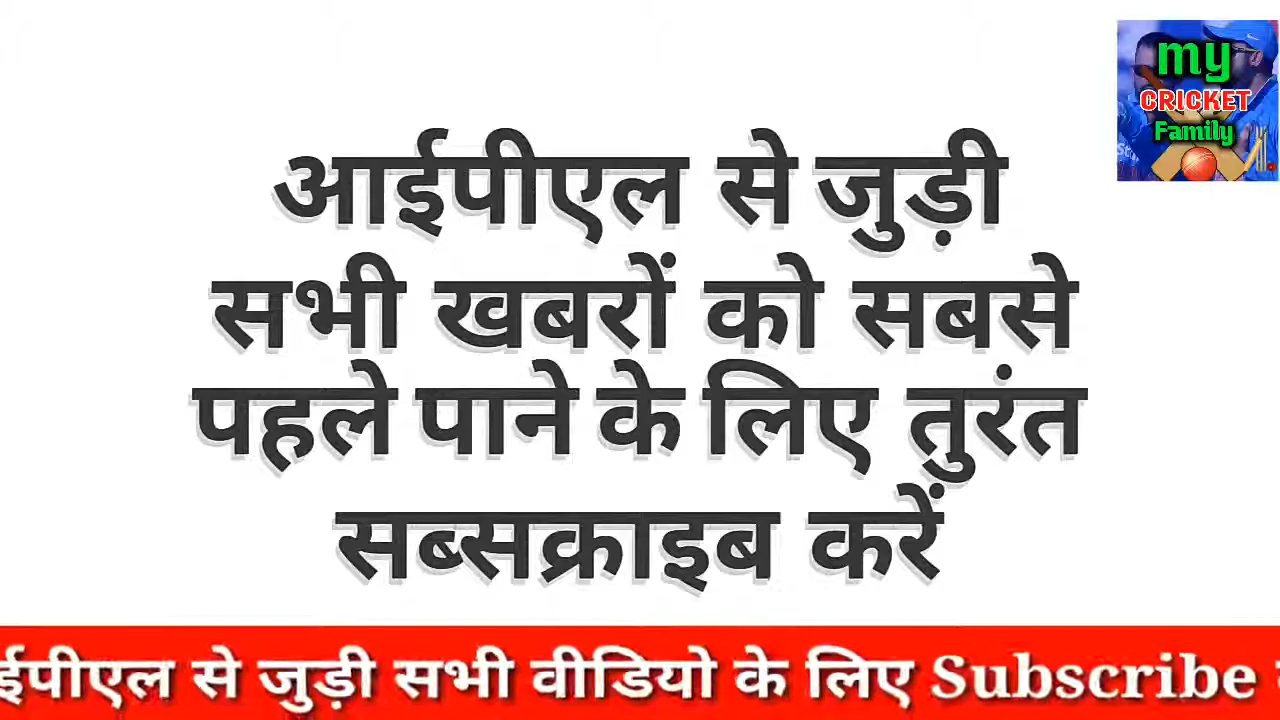 my
CRICKET
Family
आईपीएल से जुड़ी
सभी खबरों को सबसे
पहले पाने के लिए तुरंत
सब्सक्राइब करें
ईपीएल से जुड़ी सभी वीडियो के लिए Subscribe